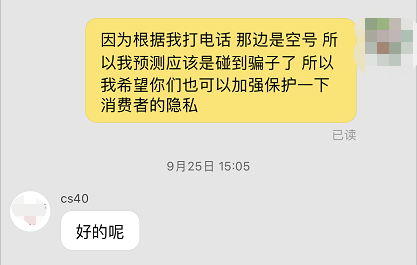 因为根据我打电话 那边是空号 所
以我预测应该是碰到骗子了 所以
我希望你们也可以加强保护一下
消费者的隐私
已读
9月25日 15:05
cs40
好的呢